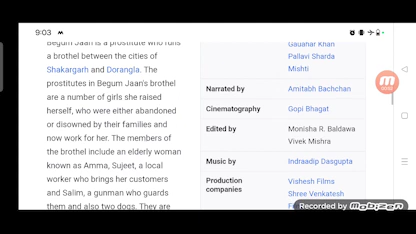 9:03
Begum Jaan is a prostitute who runs
a brothel between the cities of
Shakargarh and Dorangla. The
prostitutes in Begum Jaan's brothel
are a number of girls she raised
herself, who were either abandoned
or disowned by their families and
now work for her. The members of
the brothel include an elderly woman
known as Amma, Sujeet, a local
worker who brings her customers
and Salim, a gunman who guards
them and also two dogs. They are
Gauahar Khan
Pallavi Sharda
Mishti
Narrated by Amitabh Bachchan
Cinematography Gopi Bhagat
Edited by Monisha R. Baldawa
Vivek Mishra
Music by Indraadip Dasgupta
Production
companies
Vishesh Films
Shree Venkatesh
Recorded by Mobizen